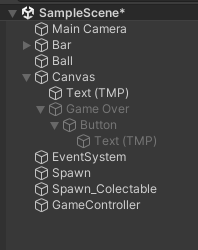 SampleScene*
Main Camera
Bar
Ball
Canvas
Text (TMP)
Game Over
Button
Text (TMP)
EventSystem
Spawn
Spawn_Colectable
GameController